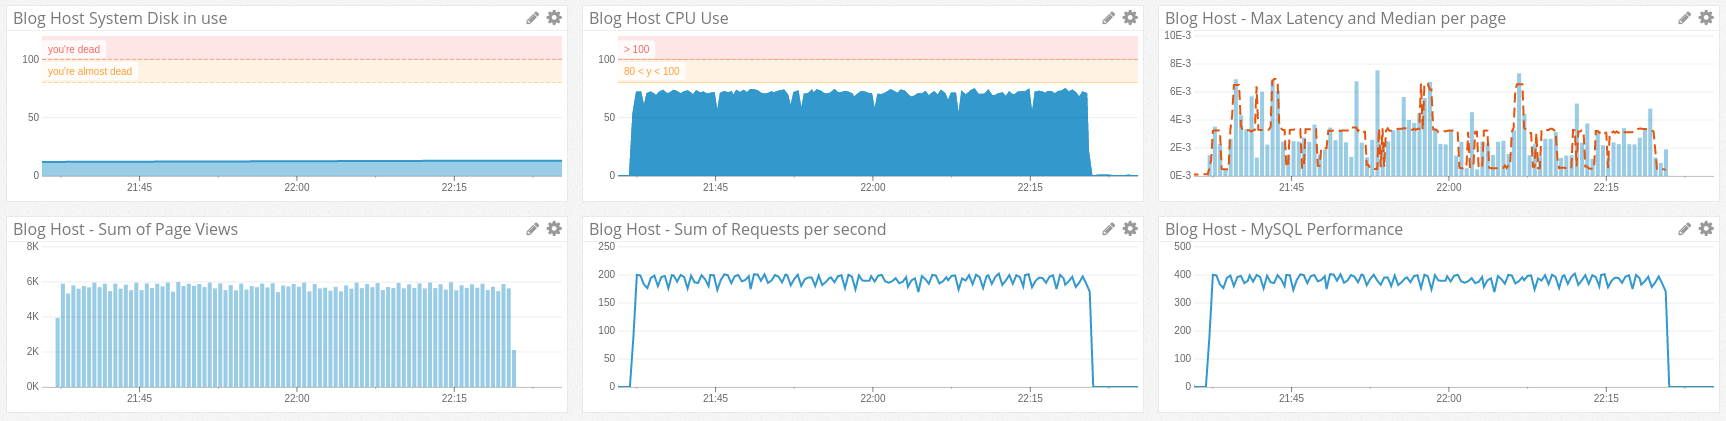 Blog Host System Disk in use
you're dead
100
you're almost dead
50
0
21:45 22:00 22:15
Blog Host CPU Use
> 100
100
80 < y < 100
50
0
21:45 22:00 22:15
Blog Host - Max Latency and Median per page
10E-3
8E-3
6E-3
4E-3
2E-3
0E-3
21:45 22:00 22:15
Blog Host - Sum of Page Views
8K
6K
4K
2K
0K
21:45 22:00 22:15
Blog Host - Sum of Requests per second
250
200
150
100
50
0
21:45 22:00 22:15
Blog Host - MySQL Performance
500
400
300
200
100
0
21:45 22:00 22:15